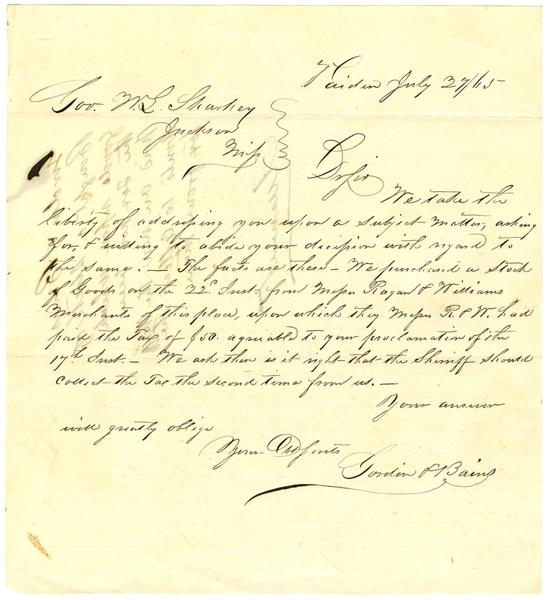 Vaiden July 27/65
Gov. W. L. Sharkey
Jackson
Miss
Dr Sir
We take the
liberty of addressing you upon a subject matter, asking
for, & willing to abide your decision with regard to
the same. — The facts are these — We purchased a Stock
of Goods on the 22d Inst. from Messrs Ragan & Williams
Merchants of this place, upon which they Messrs R. & W. had
paid the Tax of $50. agreeable to your proclamation of the
17th Inst. — We ask then is it right that the Sherriff should
collect the Tax the second time from us. —
Your answer
will greatly oblige
Your Obt Servts
Gordin & Bains